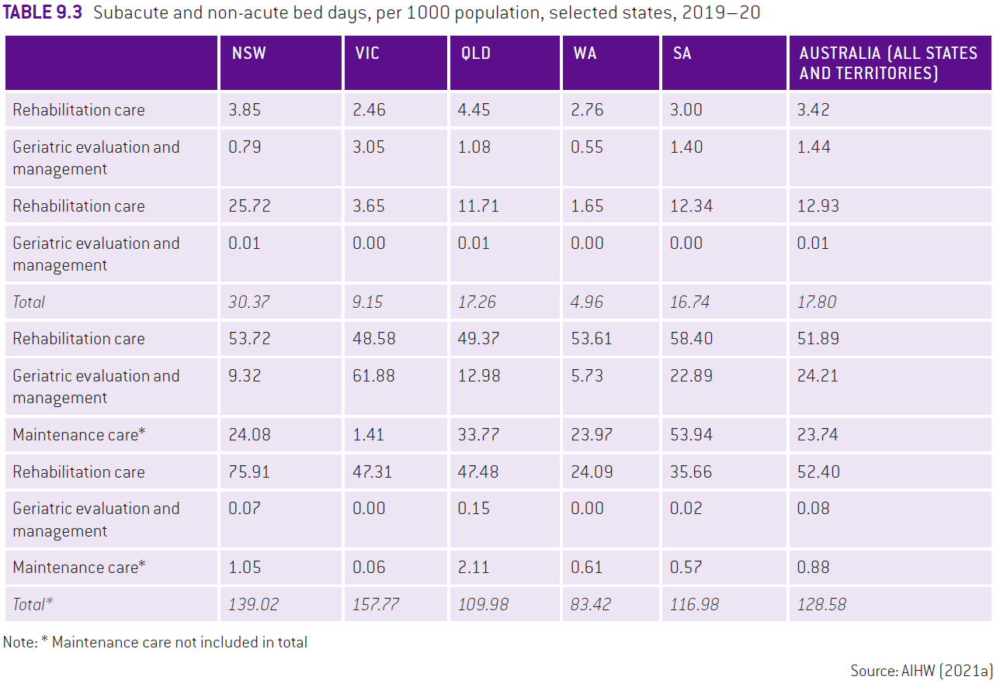 TABLE 9.3 Subacute and non-acute bed days, per 1000 population, selected states, 2019–20
NSW VIC QLD WA SA AUSTRALIA (ALL STATES
AND TERRITORIES)
Rehabilitation care 3.85 2.46 4.45 2.76 3.00 3.42
Geriatric evaluation and 0.79 3.05 1.08 0.55 1.40 1.44
management
Rehabilitation care 25.72 3.65 11.71 1.65 12.34 12.93
Geriatric evaluation and 0.01 0.00 0.01 0.00 0.00 0.01
management
Total 30.37 9.15 17.26 4.96 16.74 17.80
Rehabilitation care 53.72 48.58 49.37 53.61 58.40 51.89
Geriatric evaluation and 9.32 61.88 12.98 5.73 22.89 24.21
management
Maintenance care* 24.08 1.41 33.77 23.97 53.94 23.74
Rehabilitation care 75.91 47.31 47.48 24.09 35.66 52.40
Geriatric evaluation and 0.07 0.00 0.15 0.00 0.02 0.08
management
Maintenance care* 1.05 0.06 2.11 0.61 0.57 0.88
Total* 139.02 157.77 109.98 83.42 116.98 128.58
Note: * Maintenance care not included in total
Source: AIHW (2021a)